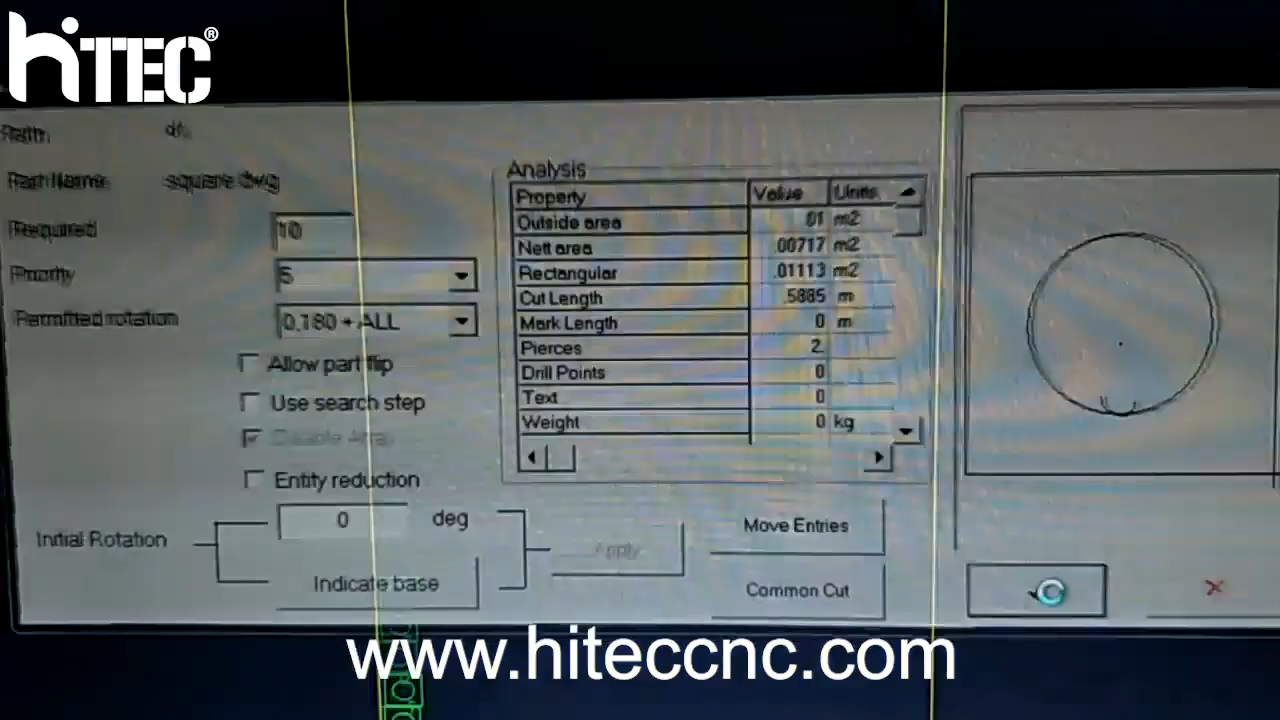 hiTEC®
Path: d:\
Part Name: square dwg
Required 10
Priority 5
Permitted rotation 0,180 + ALL
Allow part flip
Use search step
Disable Array
Entity reduction
Initial Rotation 0 deg
Indicate base
Apply
Analysis
Property Value Units
Outside area .01 m2
Nett area .00717 m2
Rectangular .01113 m2
Cut Length .5885 m
Mark Length 0 m
Pierces 2
Drill Points 0
Text 0
Weight 0 kg
Move Entries
Common Cut
www.hiteccnc.com